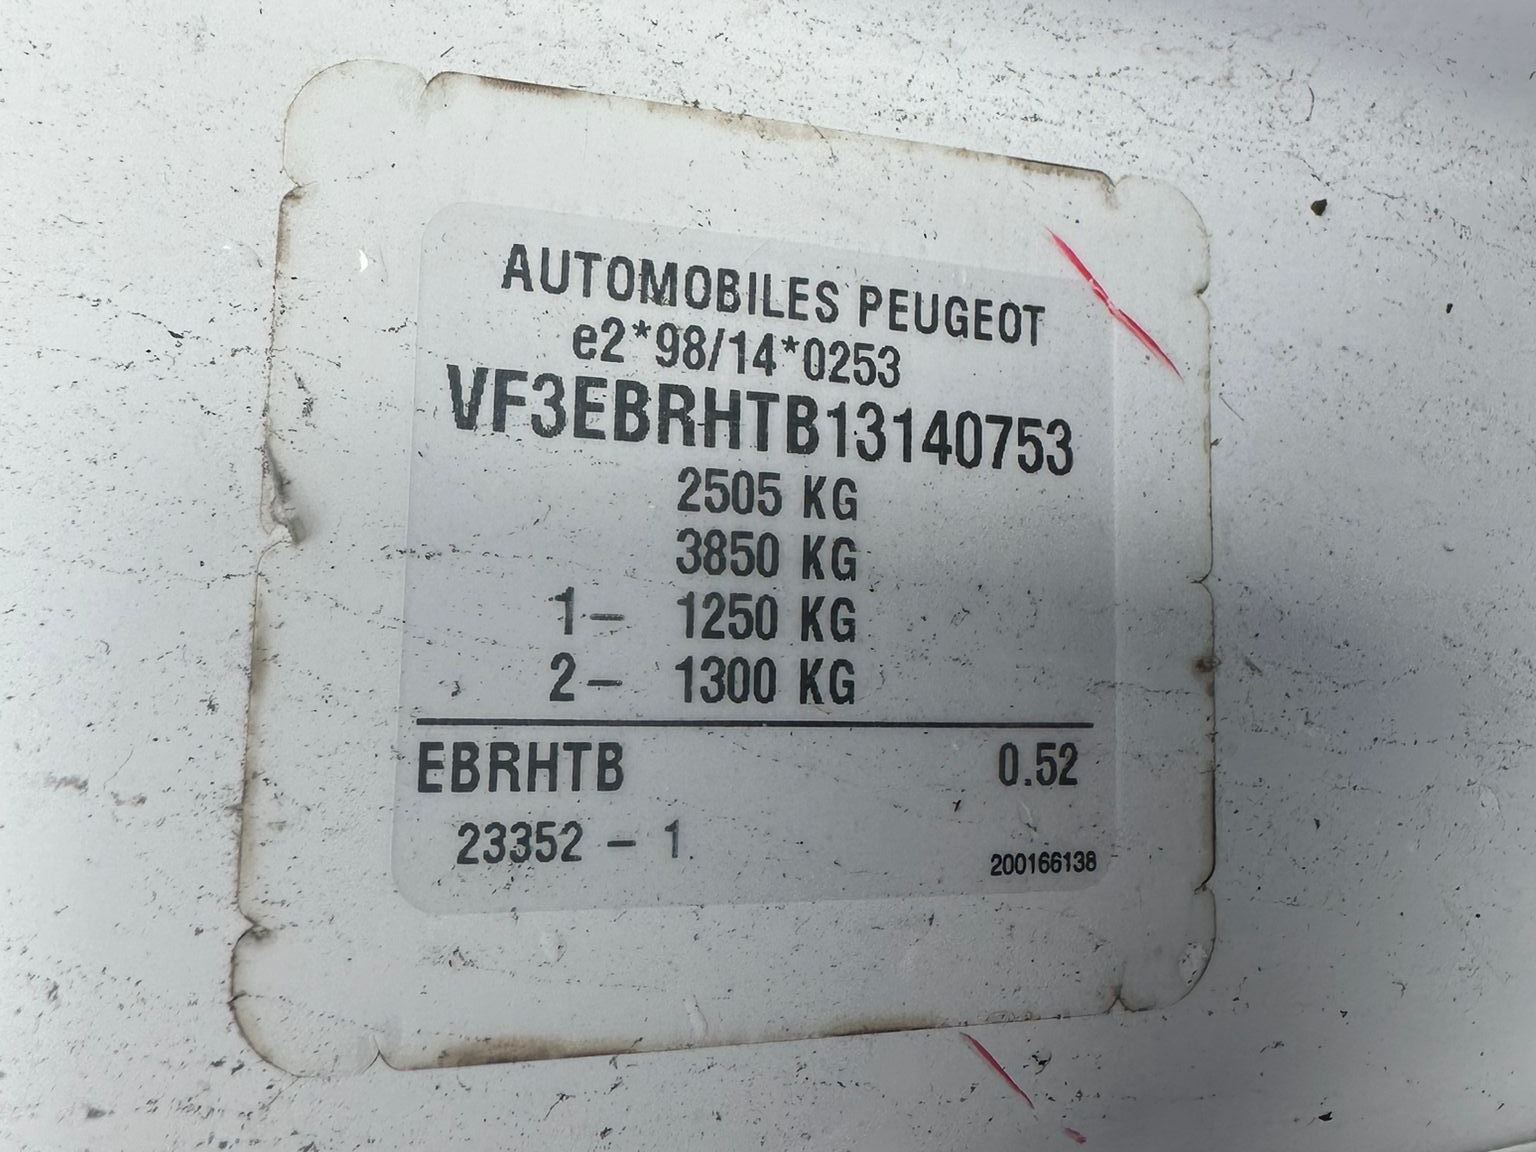 AUTOMOBILES PEUGEOT
e2*98/14*0253
VF3EBRHTB13140753
2505 KG
3850 KG
1- 1250 KG
2- 1300 KG
EBRHTB 0.52
23352 - 1
200166138